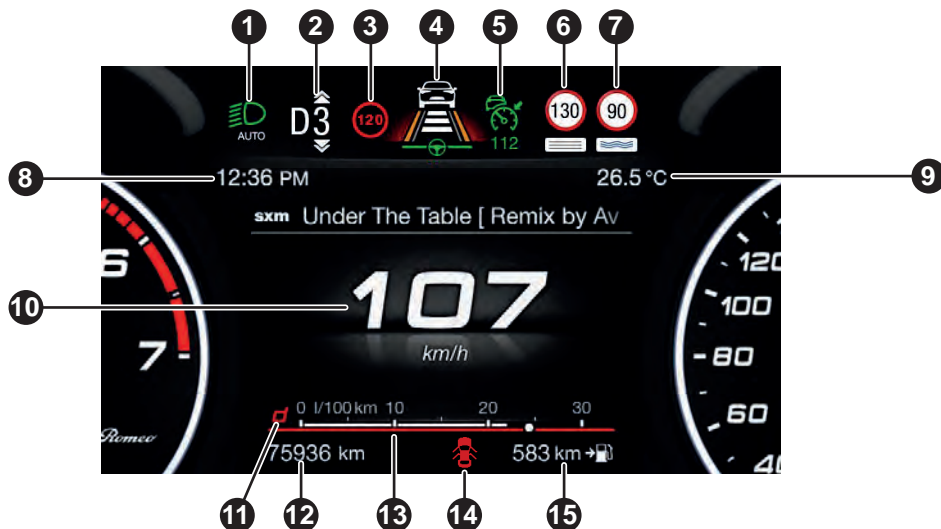 1 2 3 4 5 6 7
AUTO D3 120 112 130 90
8 12:36 PM 26.5 °C 9
sxm Under The Table [ Remix by Av
6 120
10 107 100
km/h
7 80
60
Romeo 40
0 l/100km 10 20 30
d
75936 km 583 km
11 12 13 14 15